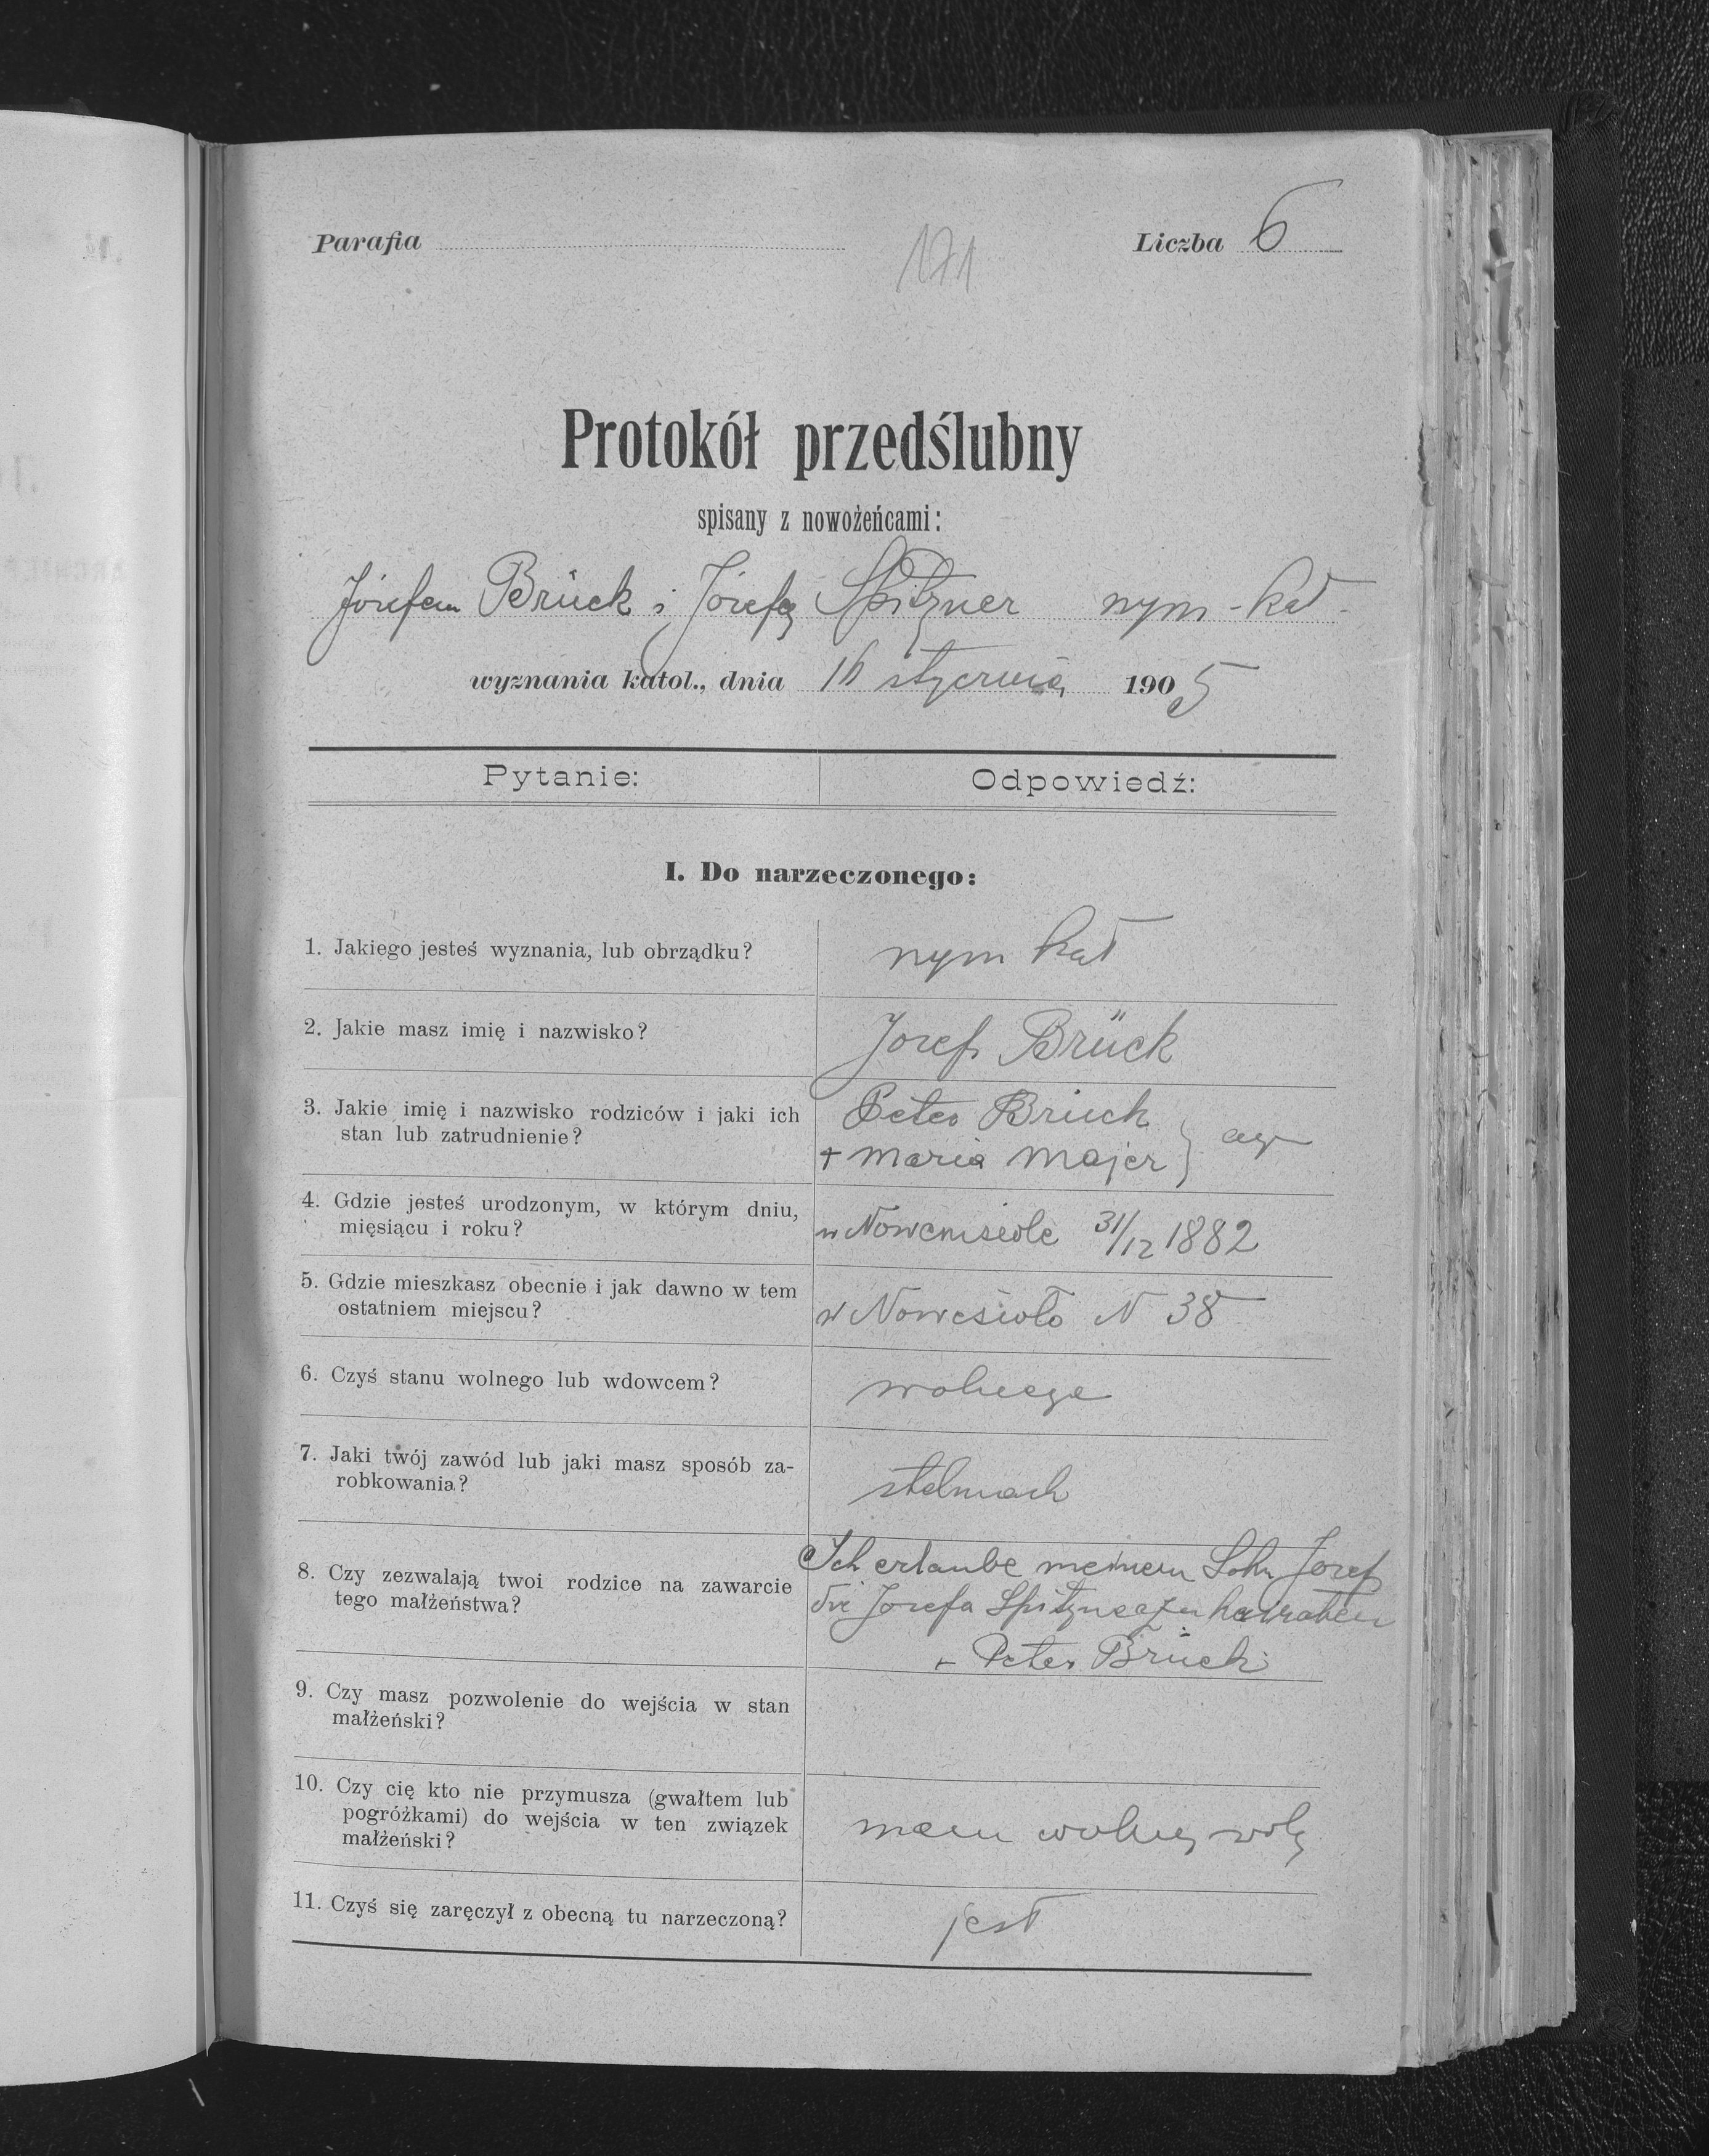 Parafia
171
Liczba 6
Protokół przedślubny
spisany z nowożeńcami:
Józefem Brück i Józefą Spitzner rzym-kat.
wyznania katol., dnia 16 stycznia 1905
Pytanie:
Odpowiedź:
I. Do narzeczonego:
1. Jakiego jesteś wyznania, lub obrządku?
rzym kat
2. Jakie masz imię i nazwisko?
Jozef Brück
3. Jakie imię i nazwisko rodziców i jaki ich
stan lub zatrudnienie?
Peter Brück
+ Maria Majer
4. Gdzie jesteś urodzonym, w którym dniu,
mięsiącu i roku?
w Nowemsiole 31/12 1882
5. Gdzie mieszkasz obecnie i jak dawno w tem
ostatniem miejscu?
w Nowesioło N 38
6. Czyś stanu wolnego lub wdowcem?
wolnego
7. Jaki twój zawód lub jaki masz sposób za-
robkowania?
stelmach
8. Czy zezwalają twoi rodzice na zawarcie
tego małżeństwa?
Ich erlaube meinem Sohn Jozef
die Jozefa Spitzner zu heiraten
+ Peter Brück
9. Czy masz pozwolenie do wejścia w stan
małżeński?
10. Czy cię kto nie przymusza (gwałtem lub
pogróżkami) do wejścia w ten związek
małżeński?
mam wolną wolę
11. Czyś się zaręczył z obecną tu narzeczoną?
jest